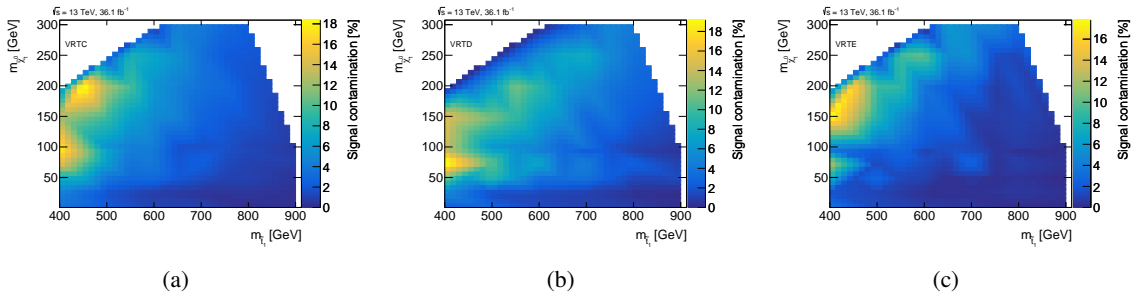 √s = 13 TeV, 36.1 fb⁻¹
VRTC
m_χ̃₁⁰ [GeV]
300
250
200
150
100
50
400 500 600 700 800 900
m_t̃₁ [GeV]
Signal contamination [%]
18
16
14
12
10
8
6
4
2
0
(a)
√s = 13 TeV, 36.1 fb⁻¹
VRTD
m_χ̃₁⁰ [GeV]
300
250
200
150
100
50
400 500 600 700 800 900
m_t̃₁ [GeV]
Signal contamination [%]
18
16
14
12
10
8
6
4
2
0
(b)
√s = 13 TeV, 36.1 fb⁻¹
VRTE
m_χ̃₁⁰ [GeV]
300
250
200
150
100
50
400 500 600 700 800 900
m_t̃₁ [GeV]
Signal contamination [%]
18
16
14
12
10
8
6
4
2
0
(c)